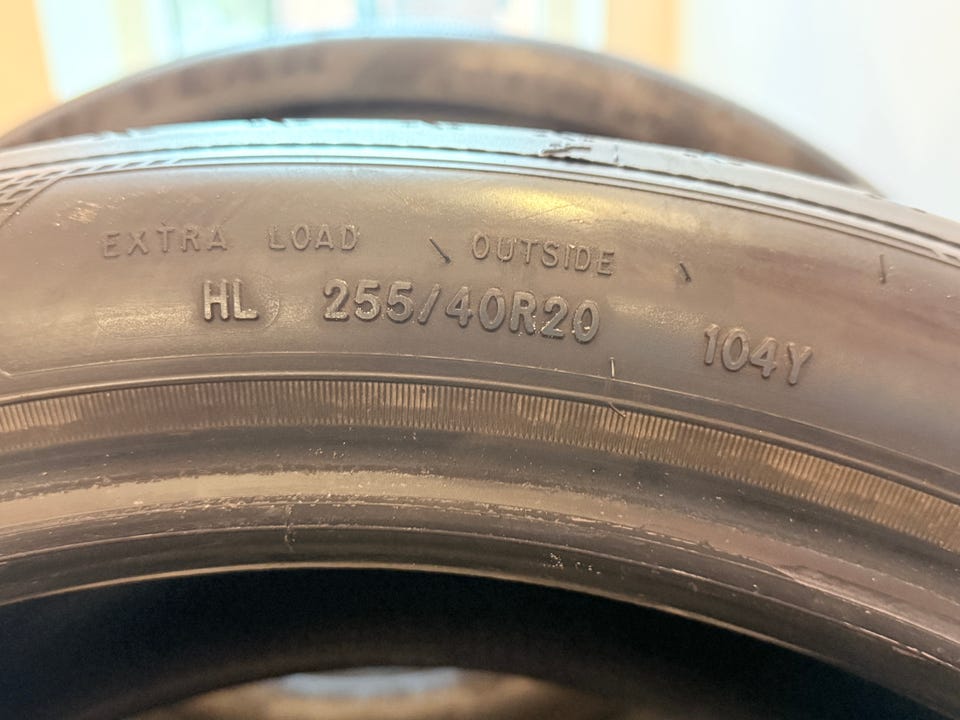 EXTRA LOAD OUTSIDE
HL 255/40R20 104Y